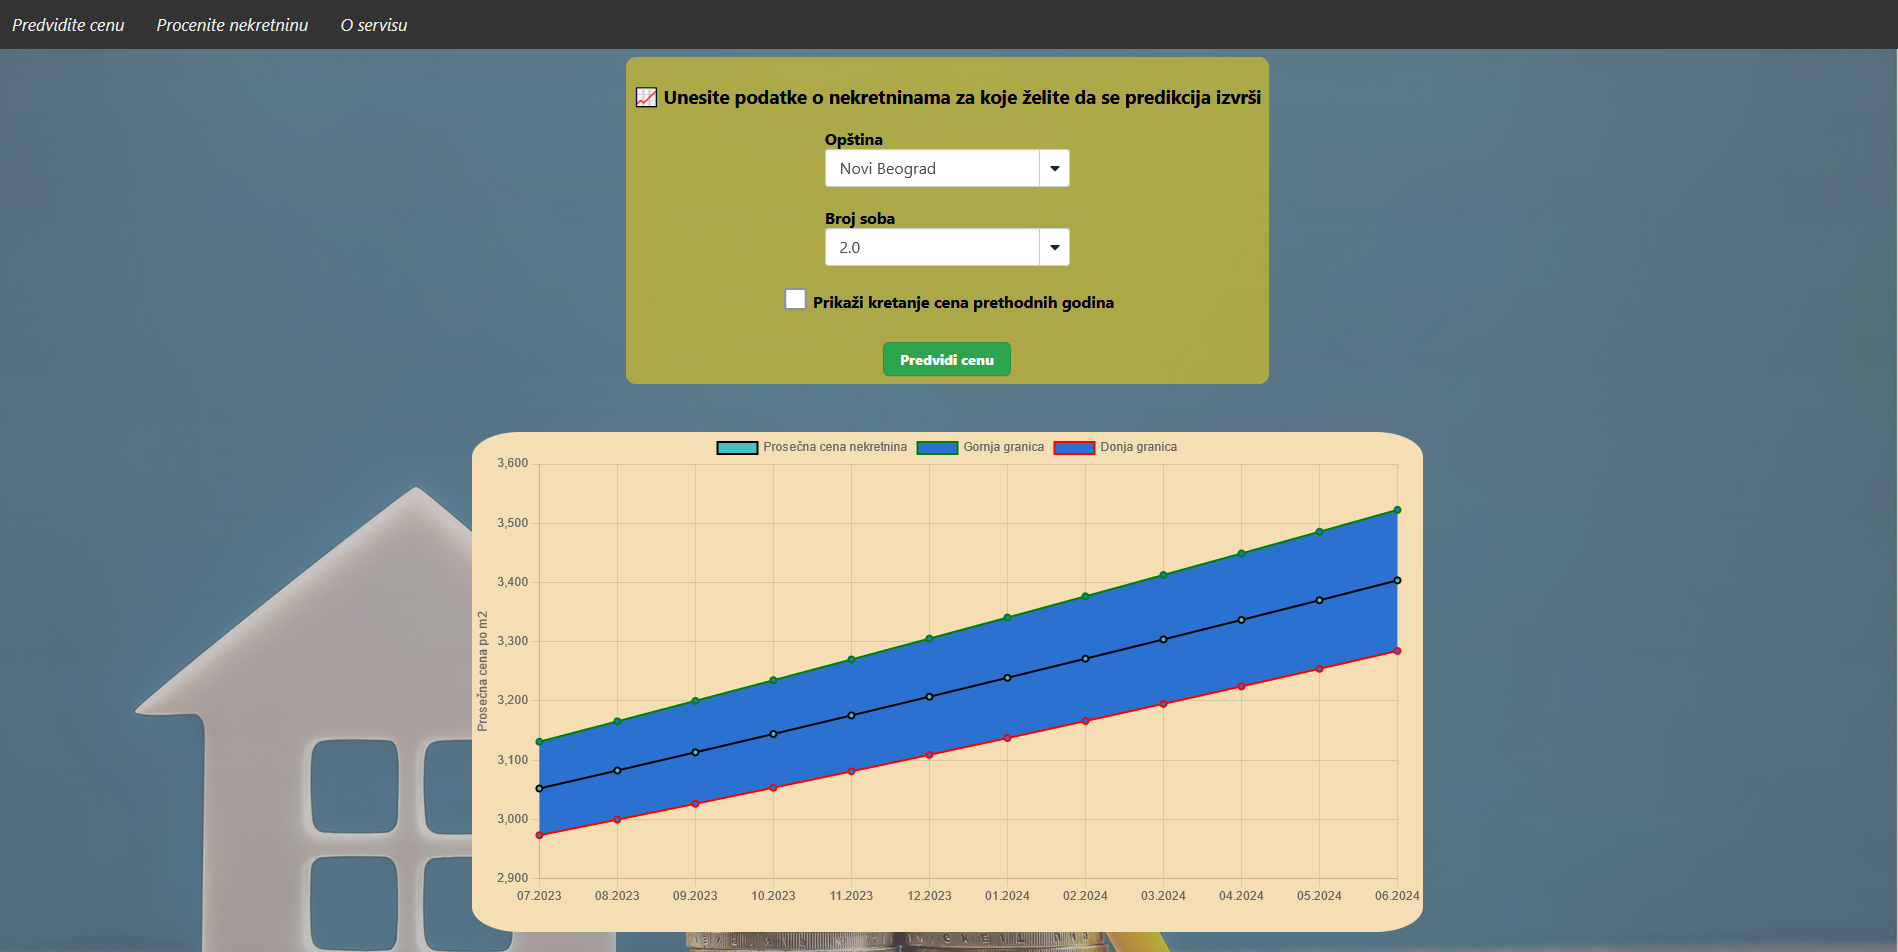 Predvidite cenu Procenite nekretninu O servisu
📈 Unesite podatke o nekretninama za koje želite da se predikcija izvrši
Opština
Novi Beograd
Broj soba
2.0
Prikaži kretanje cena prethodnih godina
Predvidi cenu
Prosečna cena nekretnina Gornja granica Donja granica
3,600
3,500
3,400
3,300
3,200
3,100
3,000
2,900
Prosečna cena po m2
07.2023 08.2023 09.2023 10.2023 11.2023 12.2023 01.2024 02.2024 03.2024 04.2024 05.2024 06.2024